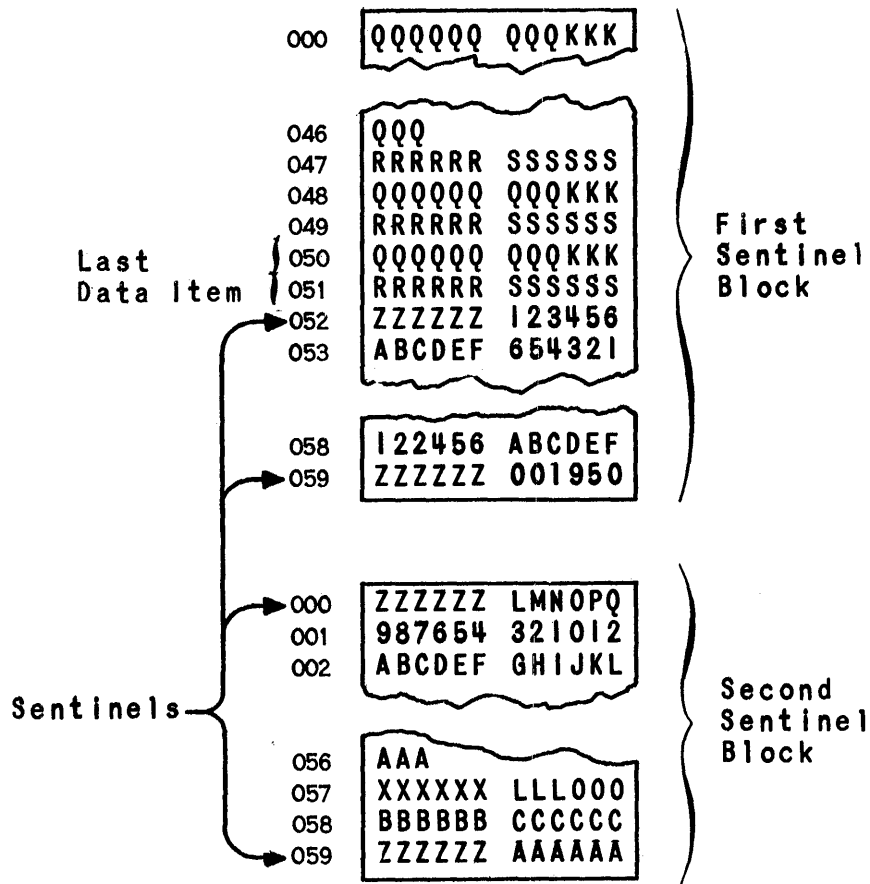 000 QQQQQQ QQQKKK
046 QQQ
047 RRRRRR SSSSSS
048 QQQQQQ QQQKKK
049 RRRRRR SSSSSS
050 QQQQQQ QQQKKK
051 RRRRRR SSSSSS
052 ZZZZZZ 123456
053 ABCDEF 654321
058 122456 ABCDEF
059 ZZZZZZ 001950
Last
Data Item
First
Sentinel
Block
000 ZZZZZZ LMNOPQ
001 987654 321012
002 ABCDEF GHIJKL
056 AAA
057 XXXXXX LLL000
058 BBBBBB CCCCCC
059 ZZZZZZ AAAAAA
Sentinels
Second
Sentinel
Block